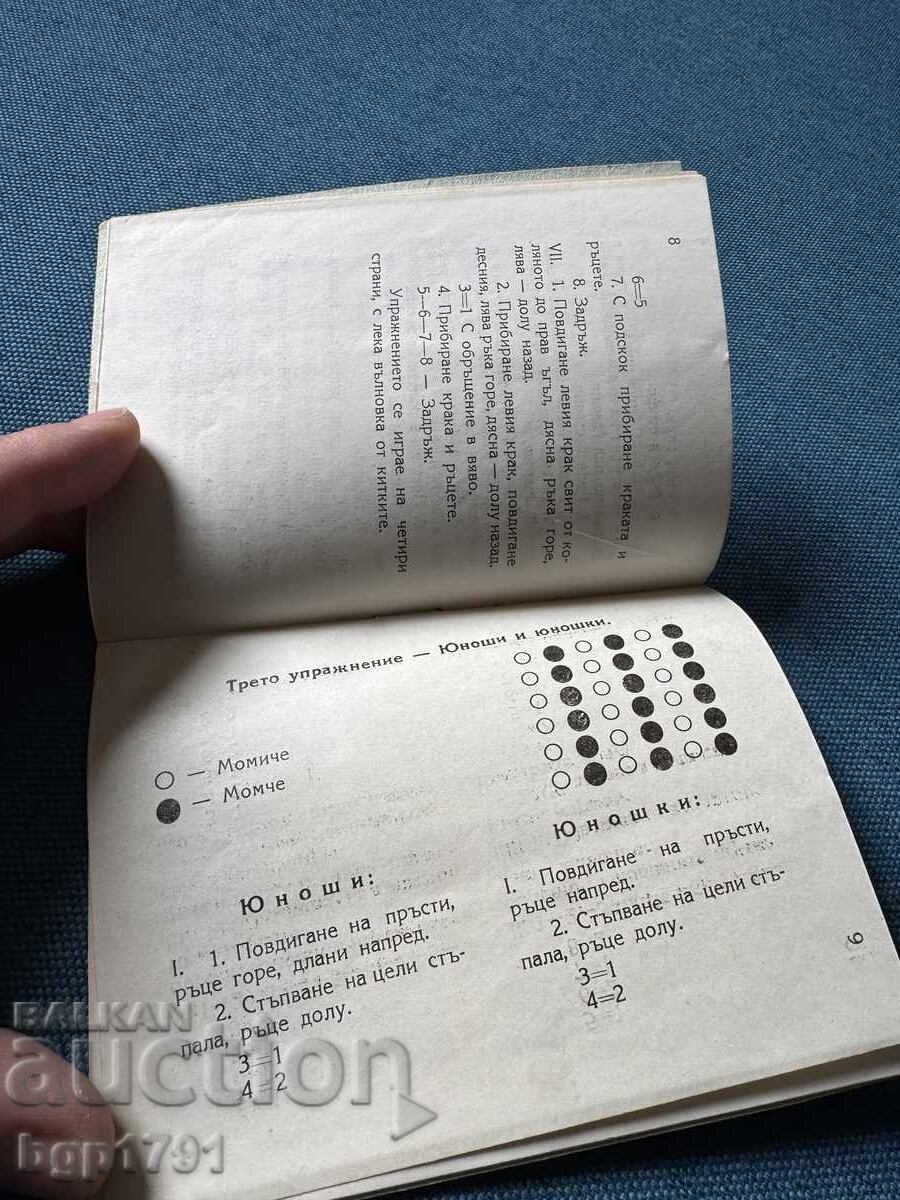 8
6=5
7. С подскок прибиране краката и
ръцете.
8. Задръж.
VII. 1. Повдигане левия крак свит от ко-
ляното до прав ъгъл, дясна ръка горе,
лява — долу назад.
2. Прибиране левия крак, повдигане
десния, лява ръка горе, дясна — долу назад.
3=1 С обръщение в вяво.
4. Прибиране крака и ръцете.
5—6—7—8 — Задръж.
Упражнението се играе на четири
страни, с лека вълновка от китките.
Трето упражнение — Юноши и юношки.
— Момиче
— Момче
Юноши:
I. 1. Повдигане на пръсти,
ръце горе, длани напред.
2. Стъпване на цели стъ-
пала, ръце долу.
3=1
4=2
Юношки:
I. Повдигане на пръсти,
ръце напред.
2. Стъпване на цели стъ-
пала, ръце долу.
3=1
4=2
9
BALKAN
auction
bgp1791